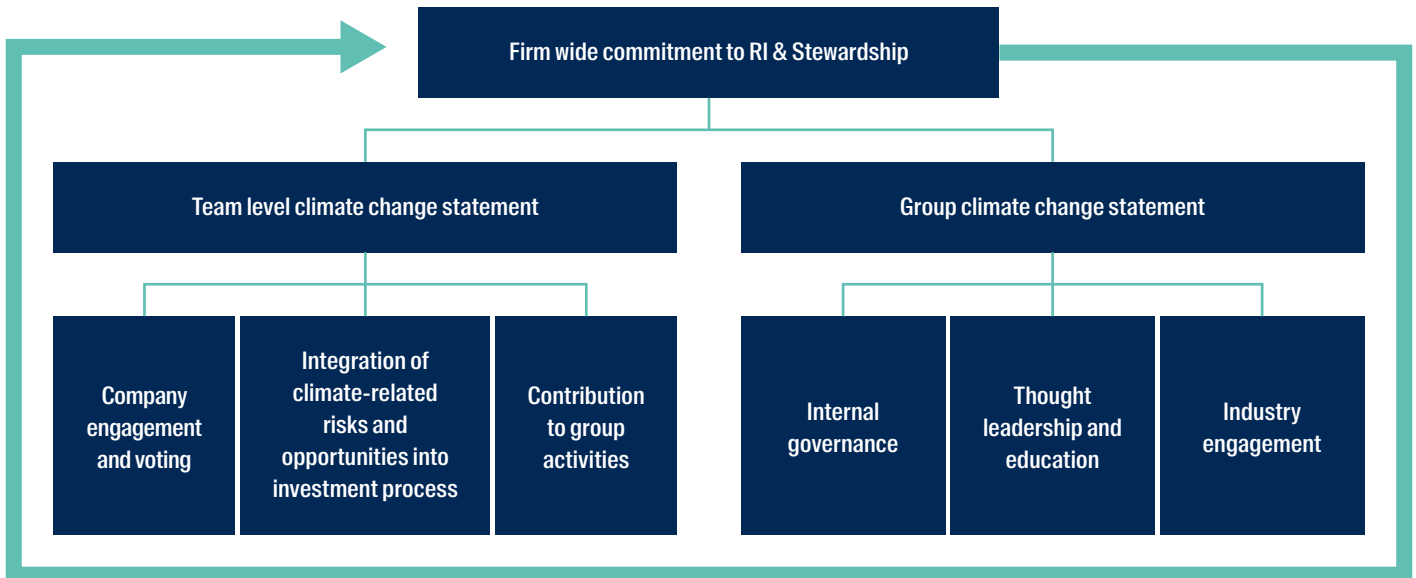 Firm wide commitment to RI & Stewardship
Team level climate change statement
Group climate change statement
Company
engagement
and voting
Integration of
climate-related
risks and
opportunities into
investment process
Contribution
to group
activities
Internal
governance
Thought
leadership and
education
Industry
engagement